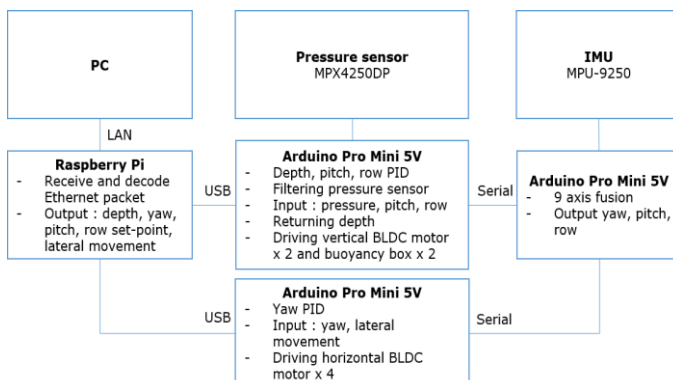 PC
Pressure sensor
MPX4250DP
IMU
MPU-9250
LAN
Raspberry Pi
- Receive and decode
Ethernet packet
- Output : depth, yaw,
pitch, row set-point,
lateral movement
USB
Arduino Pro Mini 5V
- Depth, pitch, row PID
- Filtering pressure sensor
- Input : pressure, pitch, row
- Returning depth
- Driving vertical BLDC motor
x 2 and buoyancy box x 2
Serial
Arduino Pro Mini 5V
- 9 axis fusion
- Output yaw, pitch,
row
USB
Arduino Pro Mini 5V
- Yaw PID
- Input : yaw, lateral
movement
- Driving horizontal BLDC
motor x 4
Serial